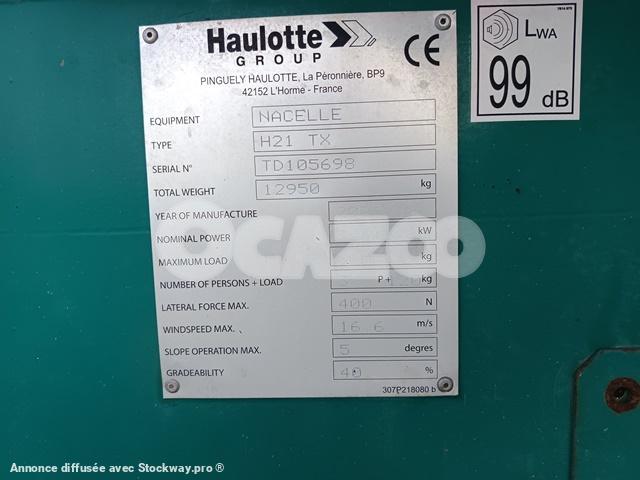 Haulotte
GROUP
CE
PINGUELY HAULOTTE, La Péronnière, BP9
42152 L'Horme - France
EQUIPMENT NACELLE
TYPE H21 TX
SERIAL N° TD105698
TOTAL WEIGHT 12950 kg
YEAR OF MANUFACTURE
NOMINAL POWER kW
MAXIMUM LOAD kg
NUMBER OF PERSONS + LOAD P + kg
LATERAL FORCE MAX. 400 N
WINDSPEED MAX. 16.6 m/s
SLOPE OPERATION MAX. 5 degres
GRADEABILITY 40 %
307P218080 b
LWA
99 dB
OCAZOO
Annonce diffusée avec Stockway.pro ®